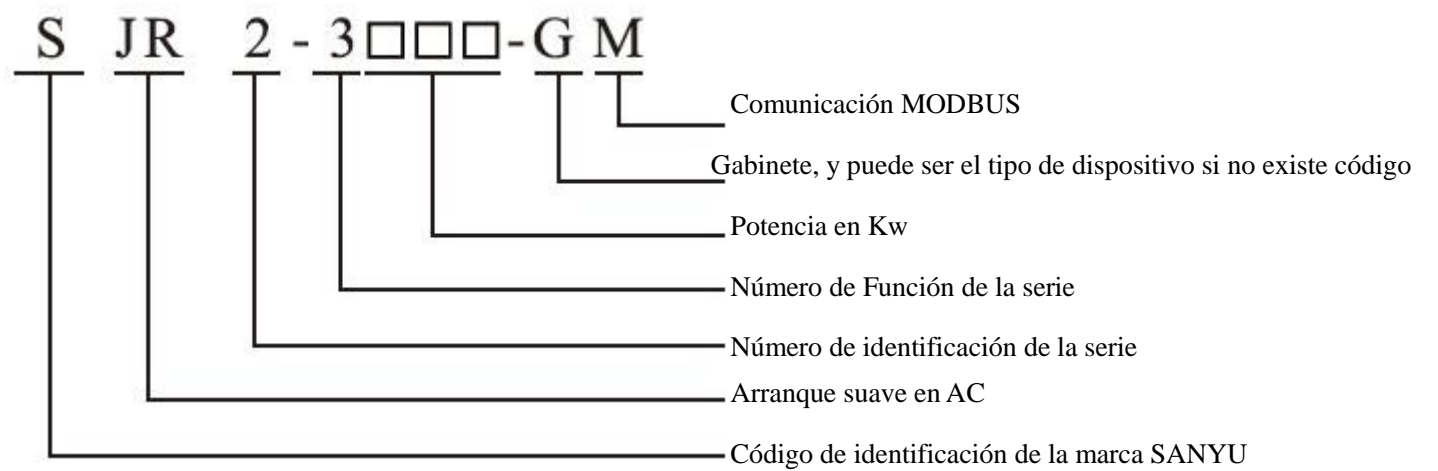 S JR 2 - 3□□□-G M
Comunicación MODBUS
Gabinete, y puede ser el tipo de dispositivo si no existe código
Potencia en Kw
Número de Función de la serie
Número de identificación de la serie
Arranque suave en AC
Código de identificación de la marca SANYU